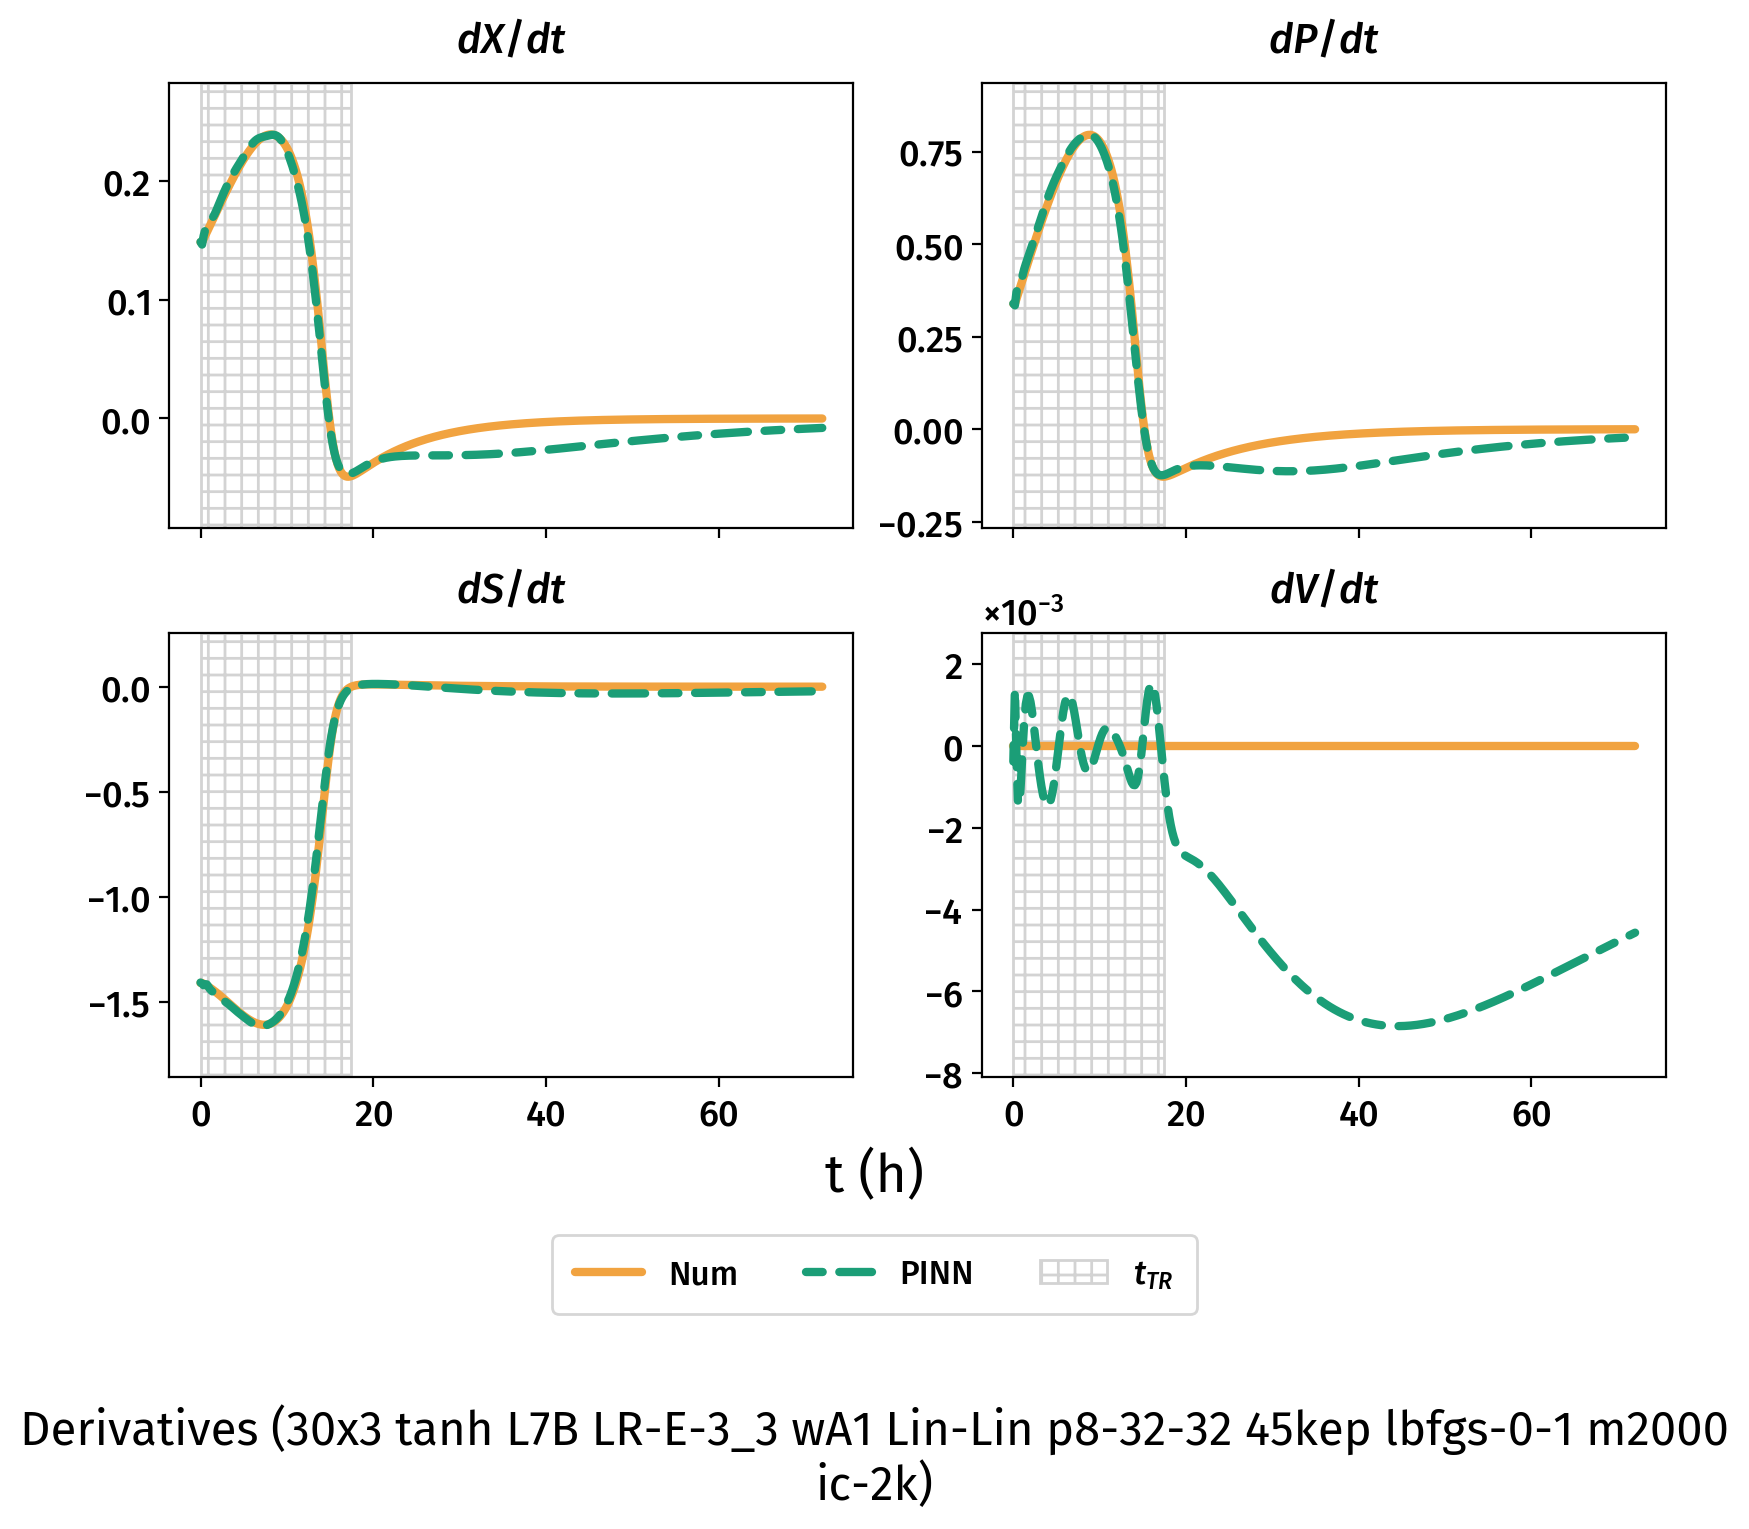 dX/dt
dP/dt
0.2
0.1
0.0
0.75
0.50
0.25
0.00
−0.25
dS/dt
dV/dt
×10⁻³
0.0
−0.5
−1.0
−1.5
2
0
−2
−4
−6
−8
0 20 40 60
0 20 40 60
t (h)
Num PINN t_TR
Derivatives (30x3 tanh L7B LR-E-3_3 wA1 Lin-Lin p8-32-32 45kep lbfgs-0-1 m2000
ic-2k)